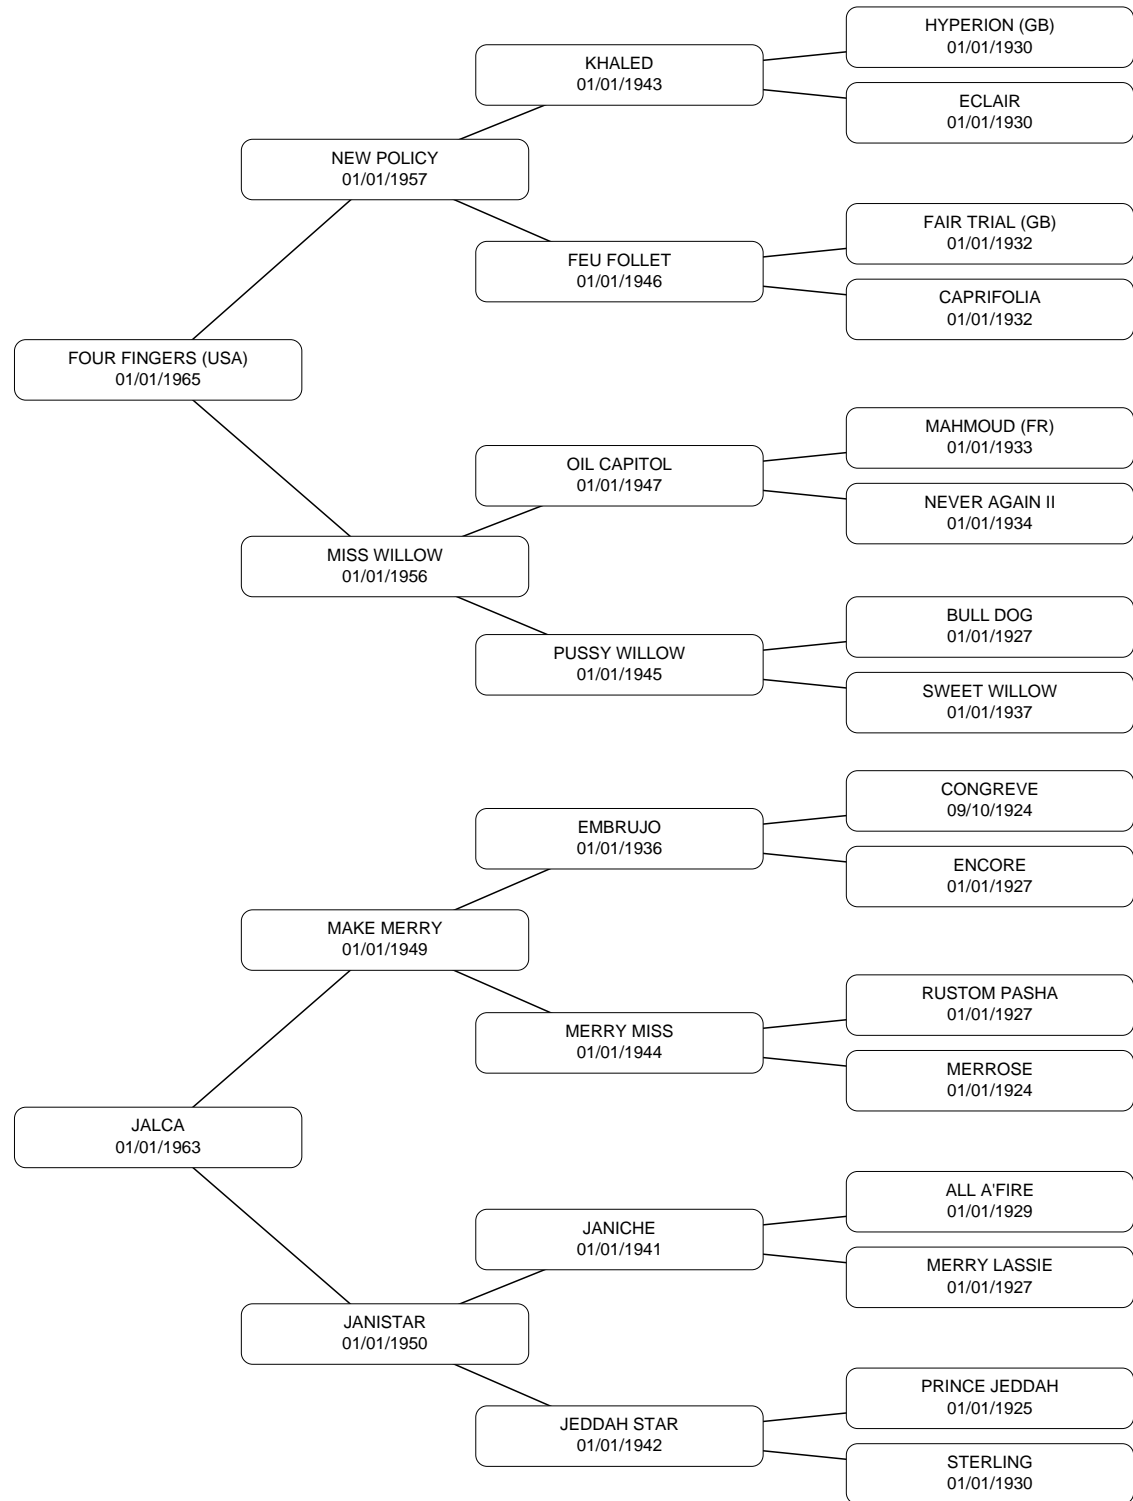 HYPERION (GB)
01/01/1930
KHALED
01/01/1943
ECLAIR
01/01/1930
NEW POLICY
01/01/1957
FAIR TRIAL (GB)
01/01/1932
FEU FOLLET
01/01/1946
CAPRIFOLIA
01/01/1932
FOUR FINGERS (USA)
01/01/1965
MAHMOUD (FR)
01/01/1933
OIL CAPITOL
01/01/1947
NEVER AGAIN II
01/01/1934
MISS WILLOW
01/01/1956
BULL DOG
01/01/1927
PUSSY WILLOW
01/01/1945
SWEET WILLOW
01/01/1937
CONGREVE
09/10/1924
EMBRUJO
01/01/1936
ENCORE
01/01/1927
MAKE MERRY
01/01/1949
RUSTOM PASHA
01/01/1927
MERRY MISS
01/01/1944
MERROSE
01/01/1924
JALCA
01/01/1963
ALL A'FIRE
01/01/1929
JANICHE
01/01/1941
MERRY LASSIE
01/01/1927
JANISTAR
01/01/1950
PRINCE JEDDAH
01/01/1925
JEDDAH STAR
01/01/1942
STERLING
01/01/1930